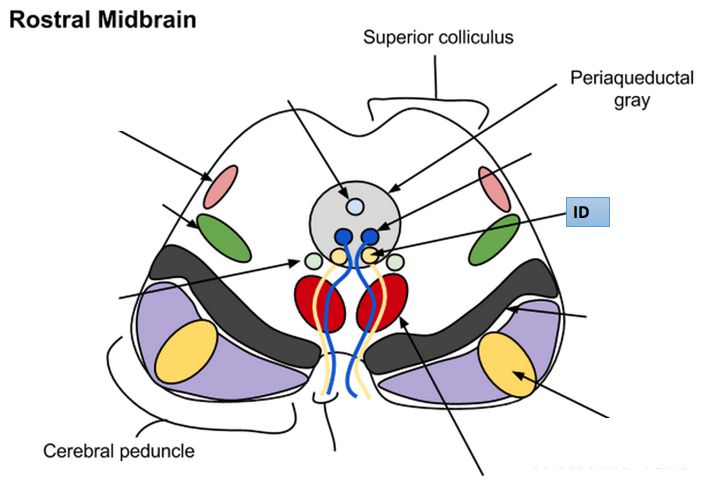 Rostral Midbrain
Superior colliculus
Periaqueductal
gray
ID
Cerebral peduncle